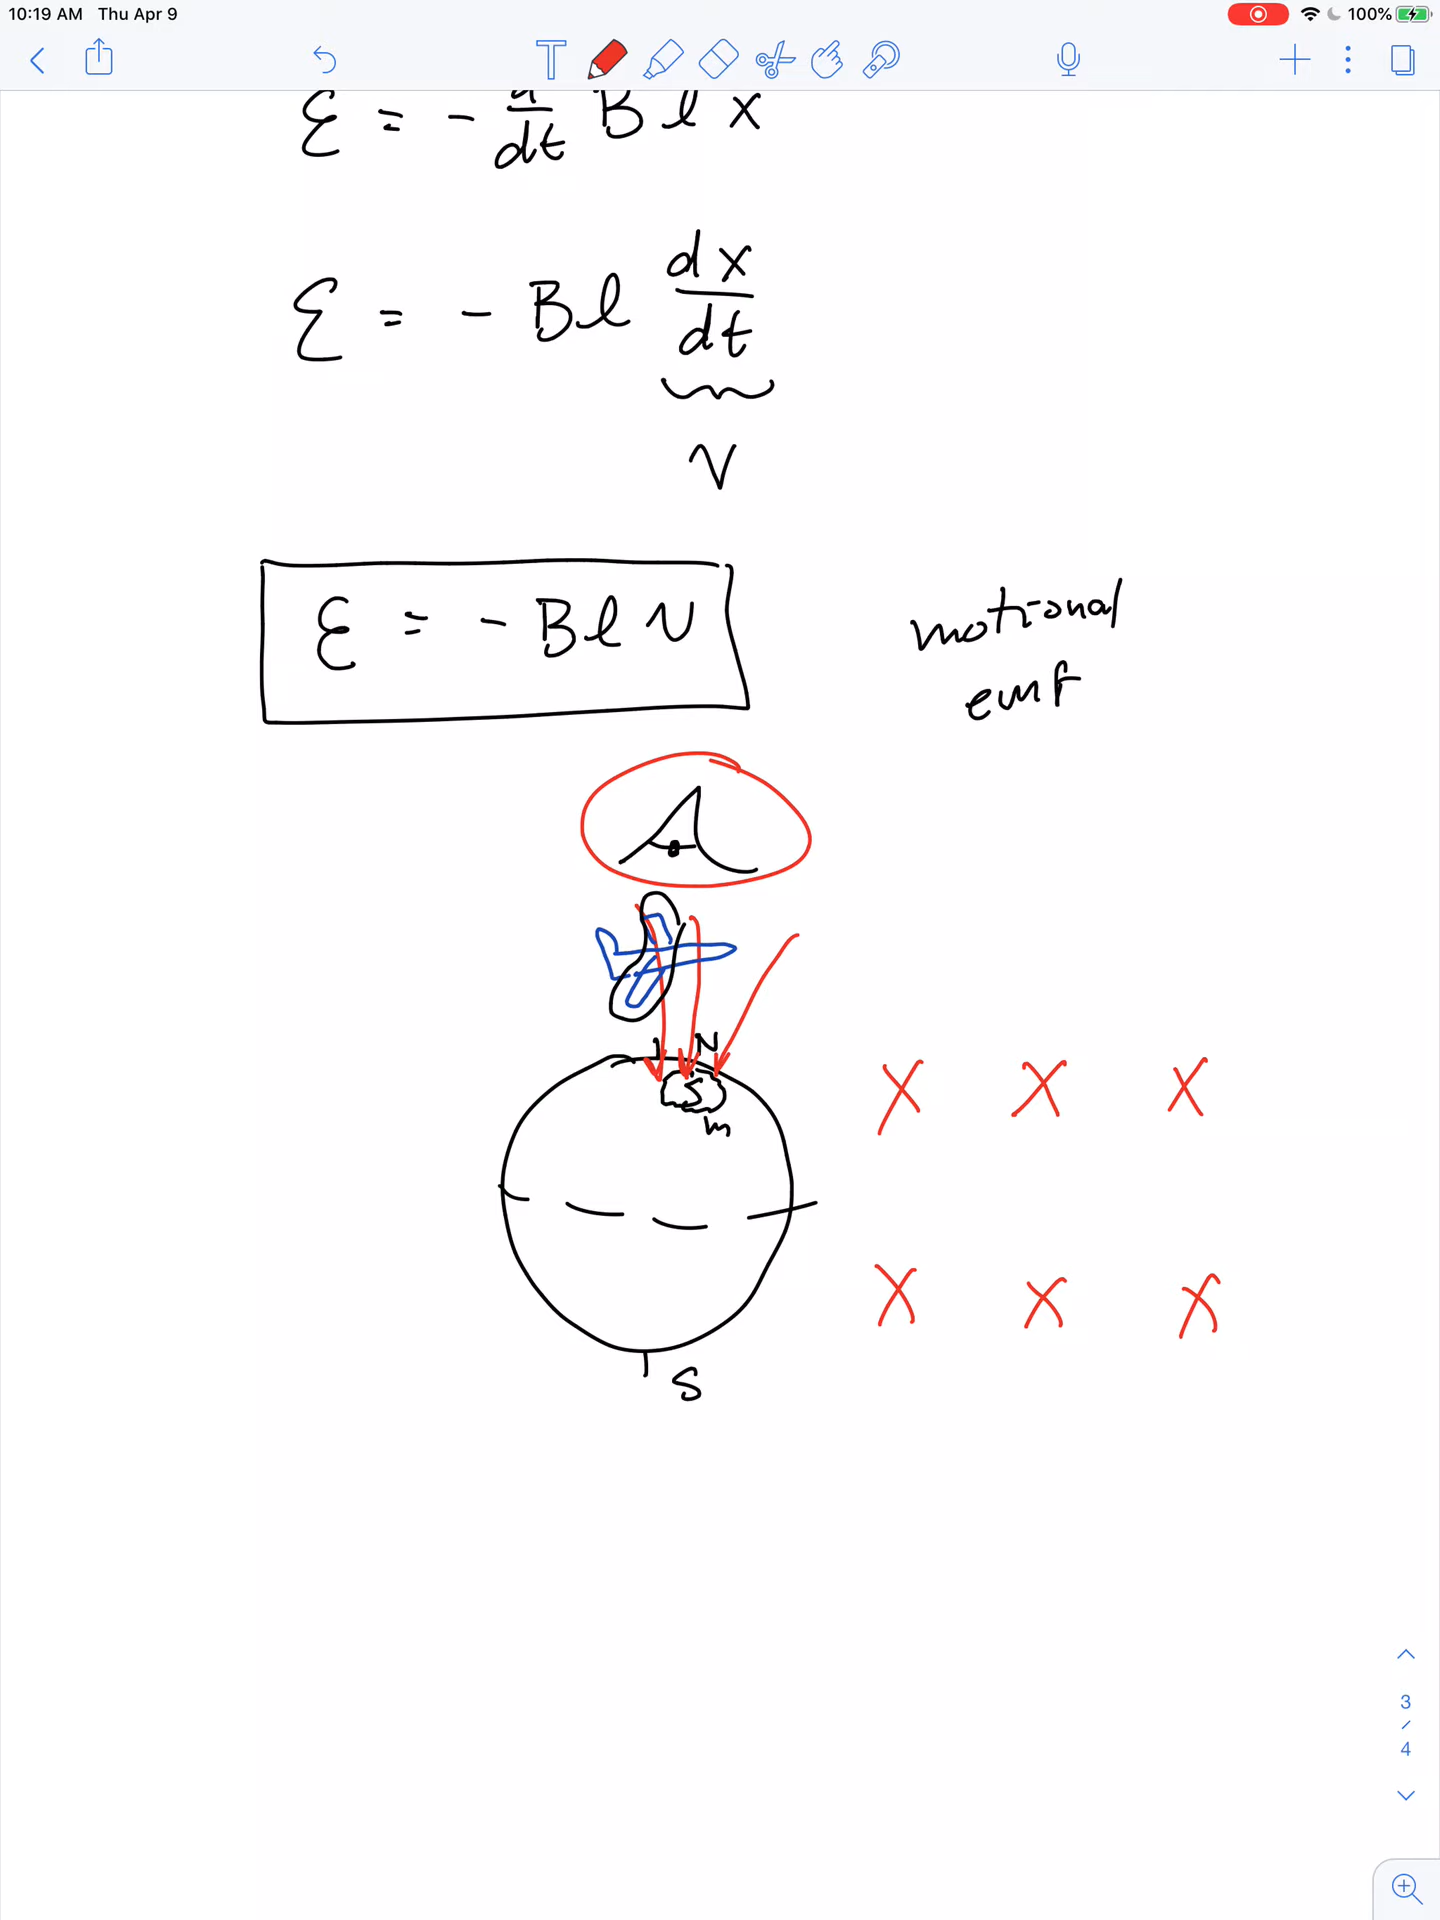 10:19 AM Thu Apr 9
100%
ℰ = - d/dt B l x
ℰ = - B l dx/dt
v
ℰ = - B l v
motional
emf
N
S
m
X X X
X X X
S
3
/
4